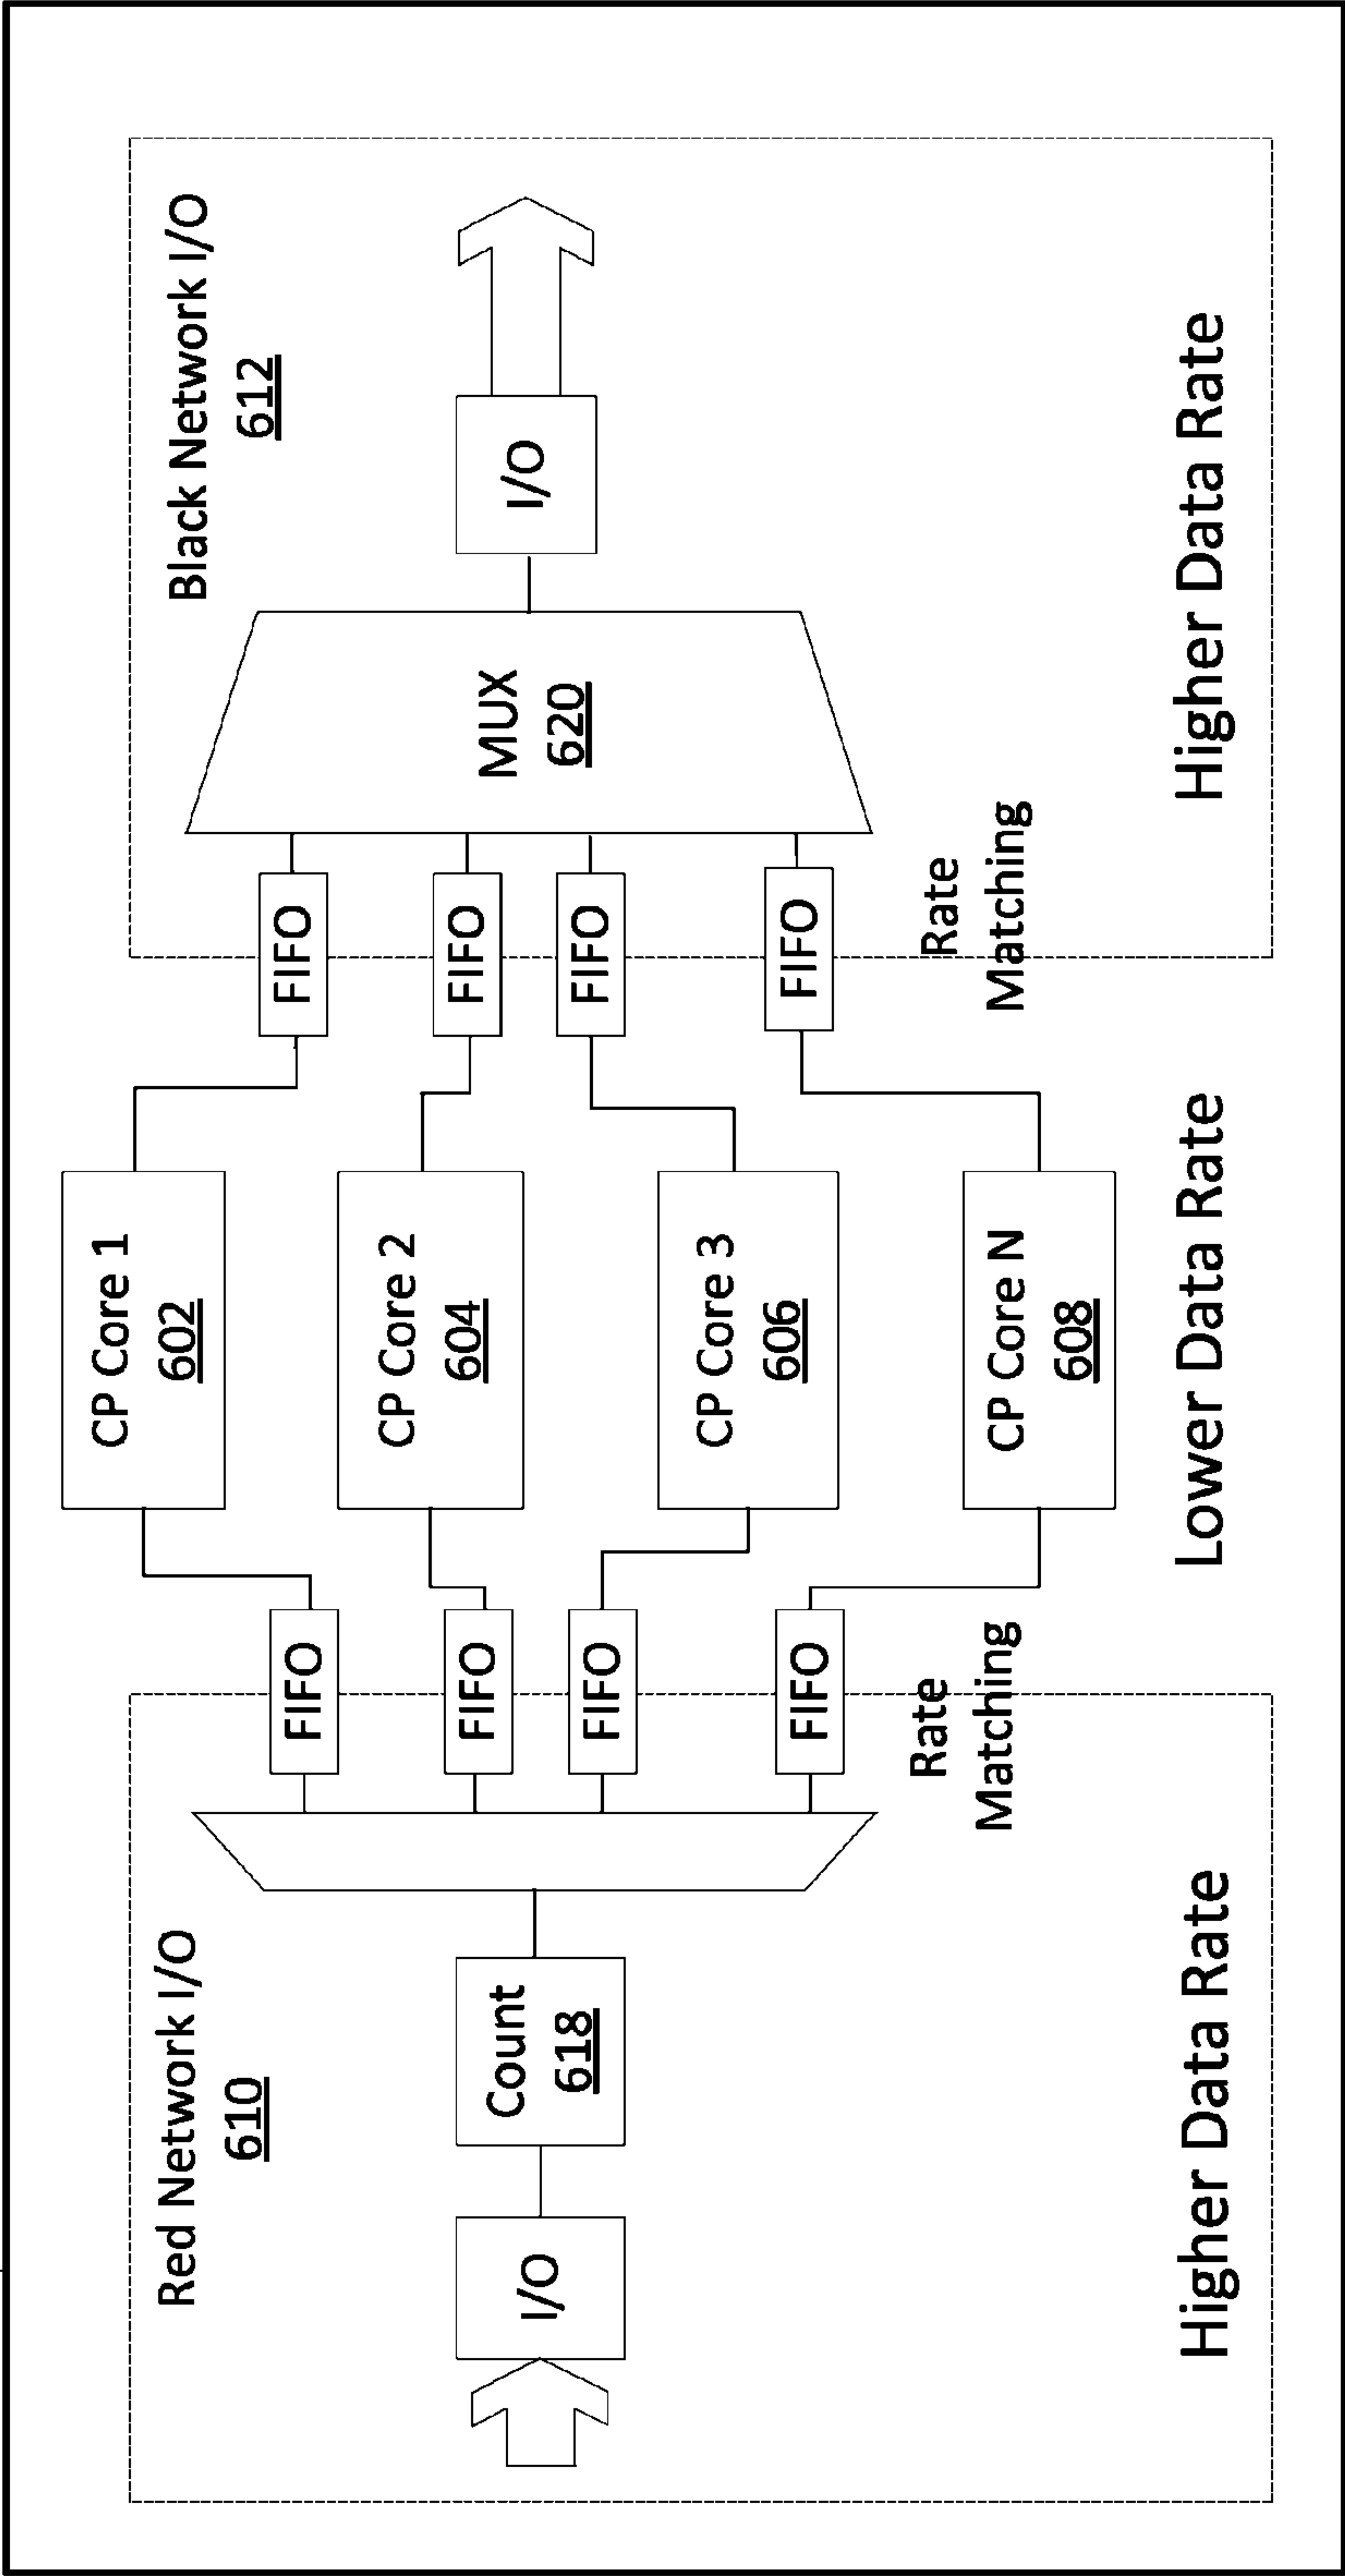 Red Network I/O
610
I/O
Count
618
FIFO
FIFO
FIFO
FIFO
Rate
Matching
Higher Data Rate
CP Core 1
602
CP Core 2
604
CP Core 3
606
CP Core N
608
Lower Data Rate
FIFO
FIFO
FIFO
FIFO
Rate
Matching
Black Network I/O
612
MUX
620
I/O
Higher Data Rate